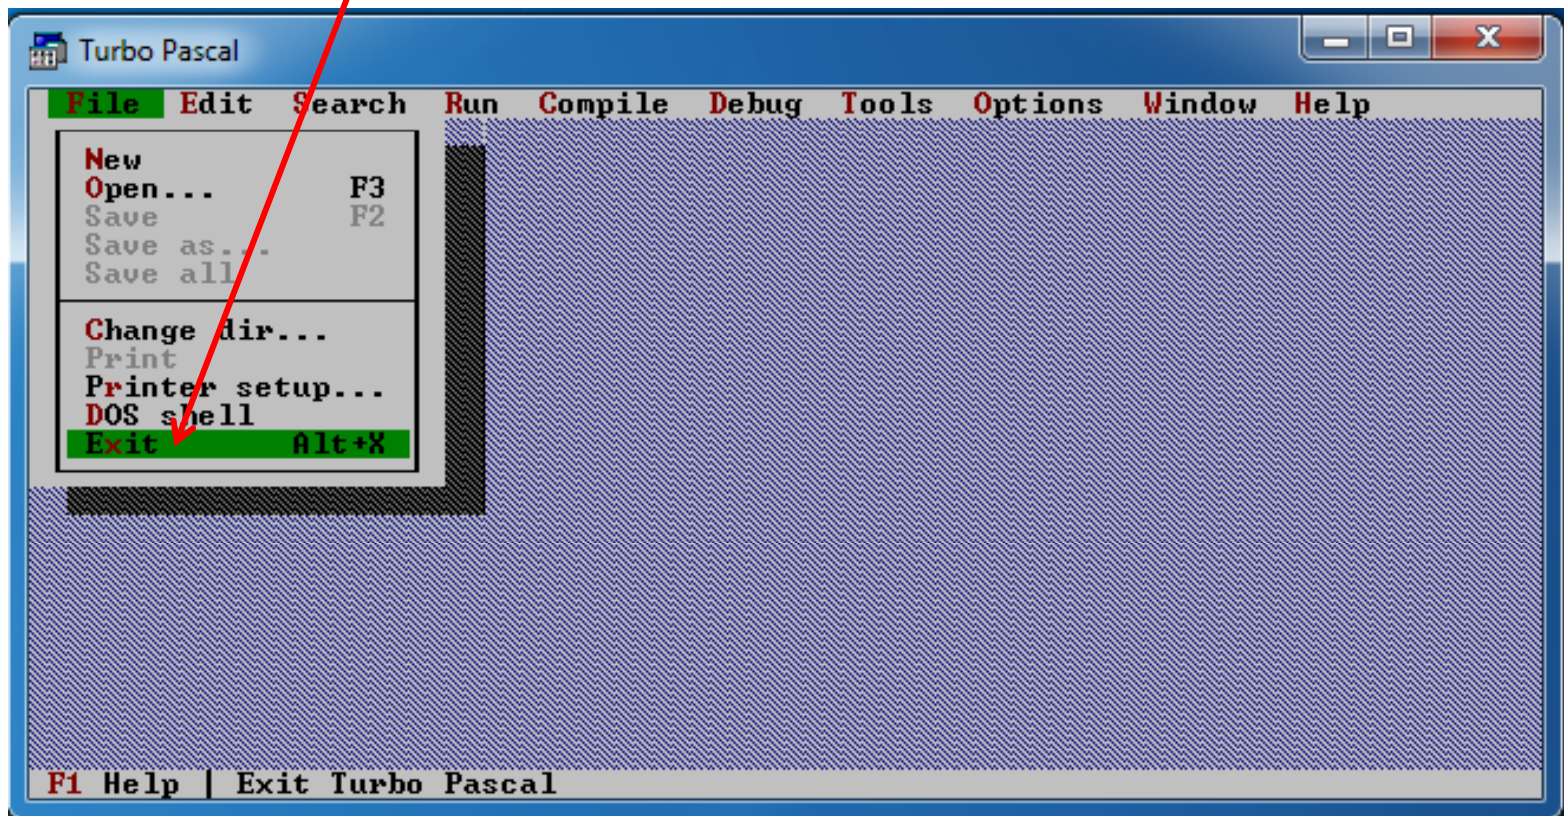 Turbo Pascal
File Edit Search Run Compile Debug Tools Options Window Help
New
Open... F3
Save F2
Save as...
Save all
Change dir...
Print
Printer setup...
DOS shell
Exit Alt+X
F1 Help | Exit Turbo Pascal